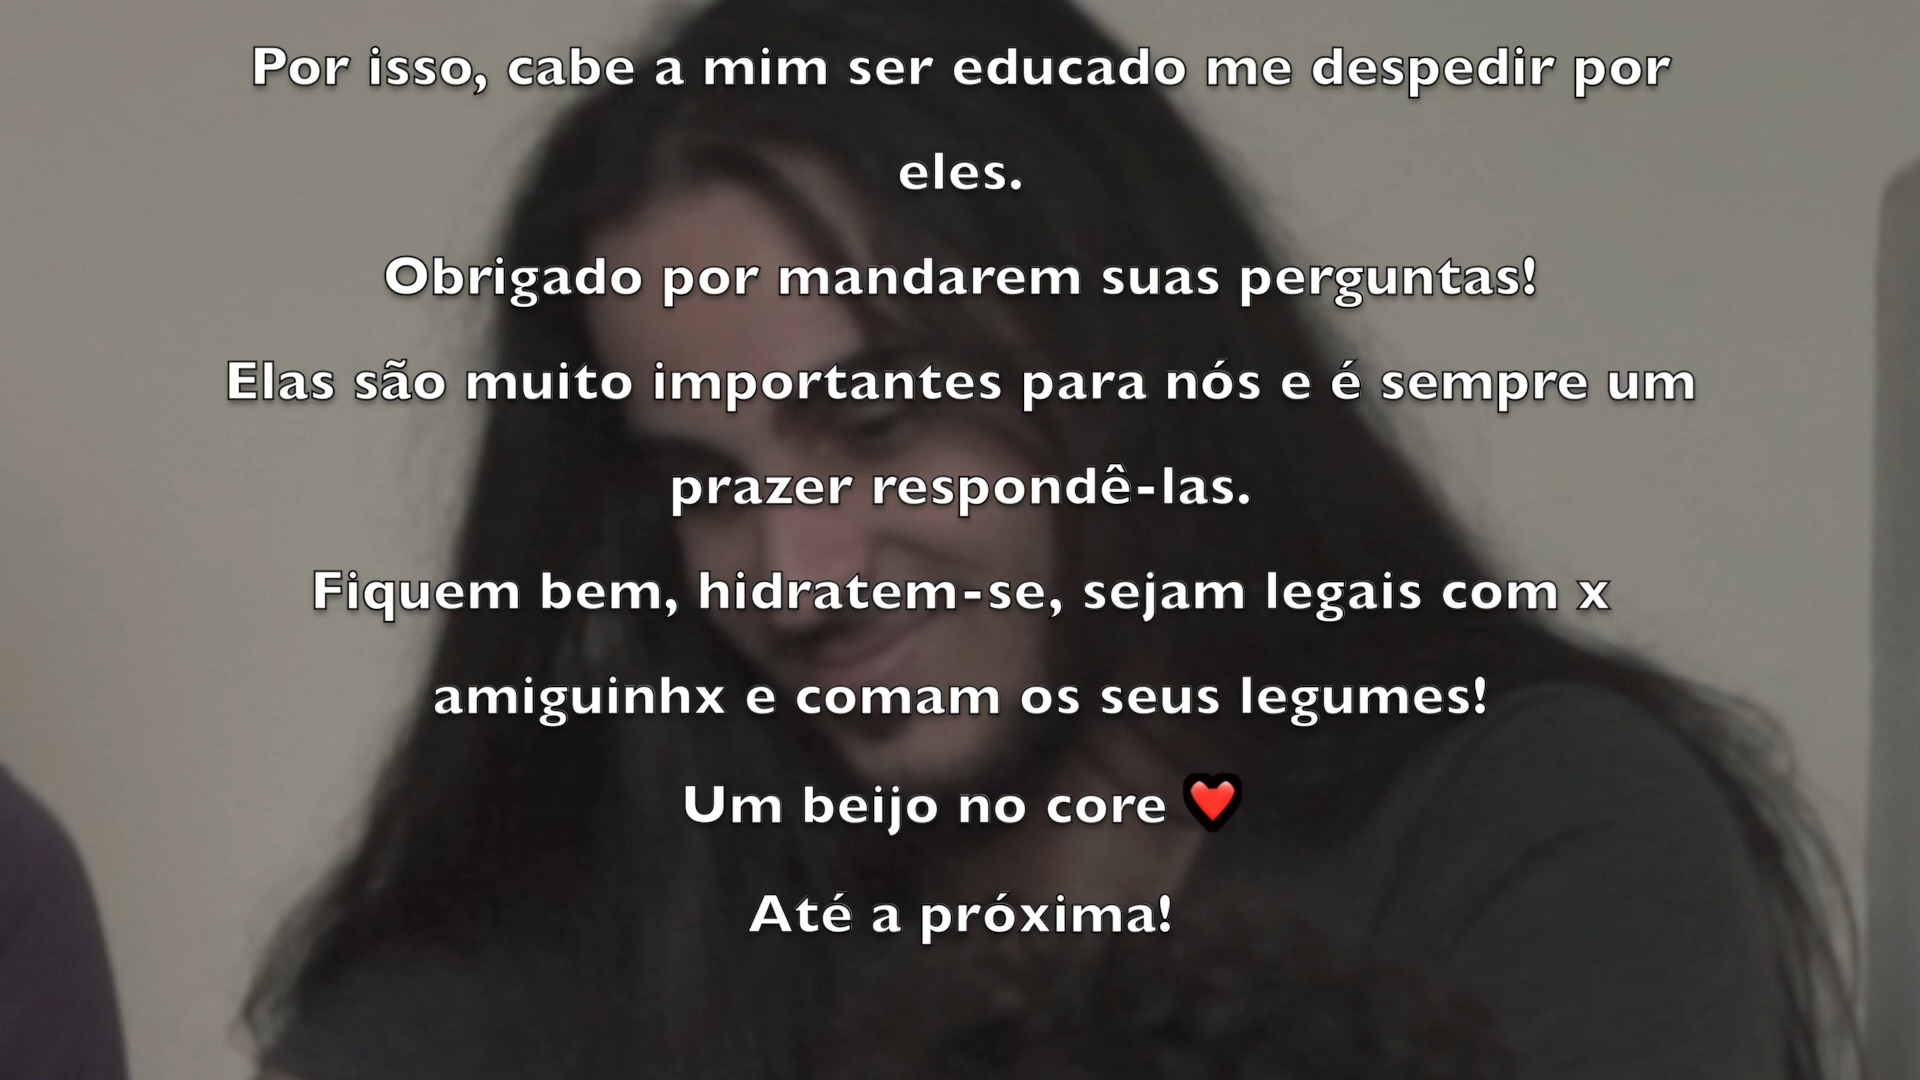 Por isso, cabe a mim ser educado me despedir por
eles.
Obrigado por mandarem suas perguntas!
Elas são muito importantes para nós e é sempre um
prazer respondê-las.
Fiquem bem, hidratem-se, sejam legais com x
amiguinhx e comam os seus legumes!
Um beijo no core ❤️
Até a próxima!